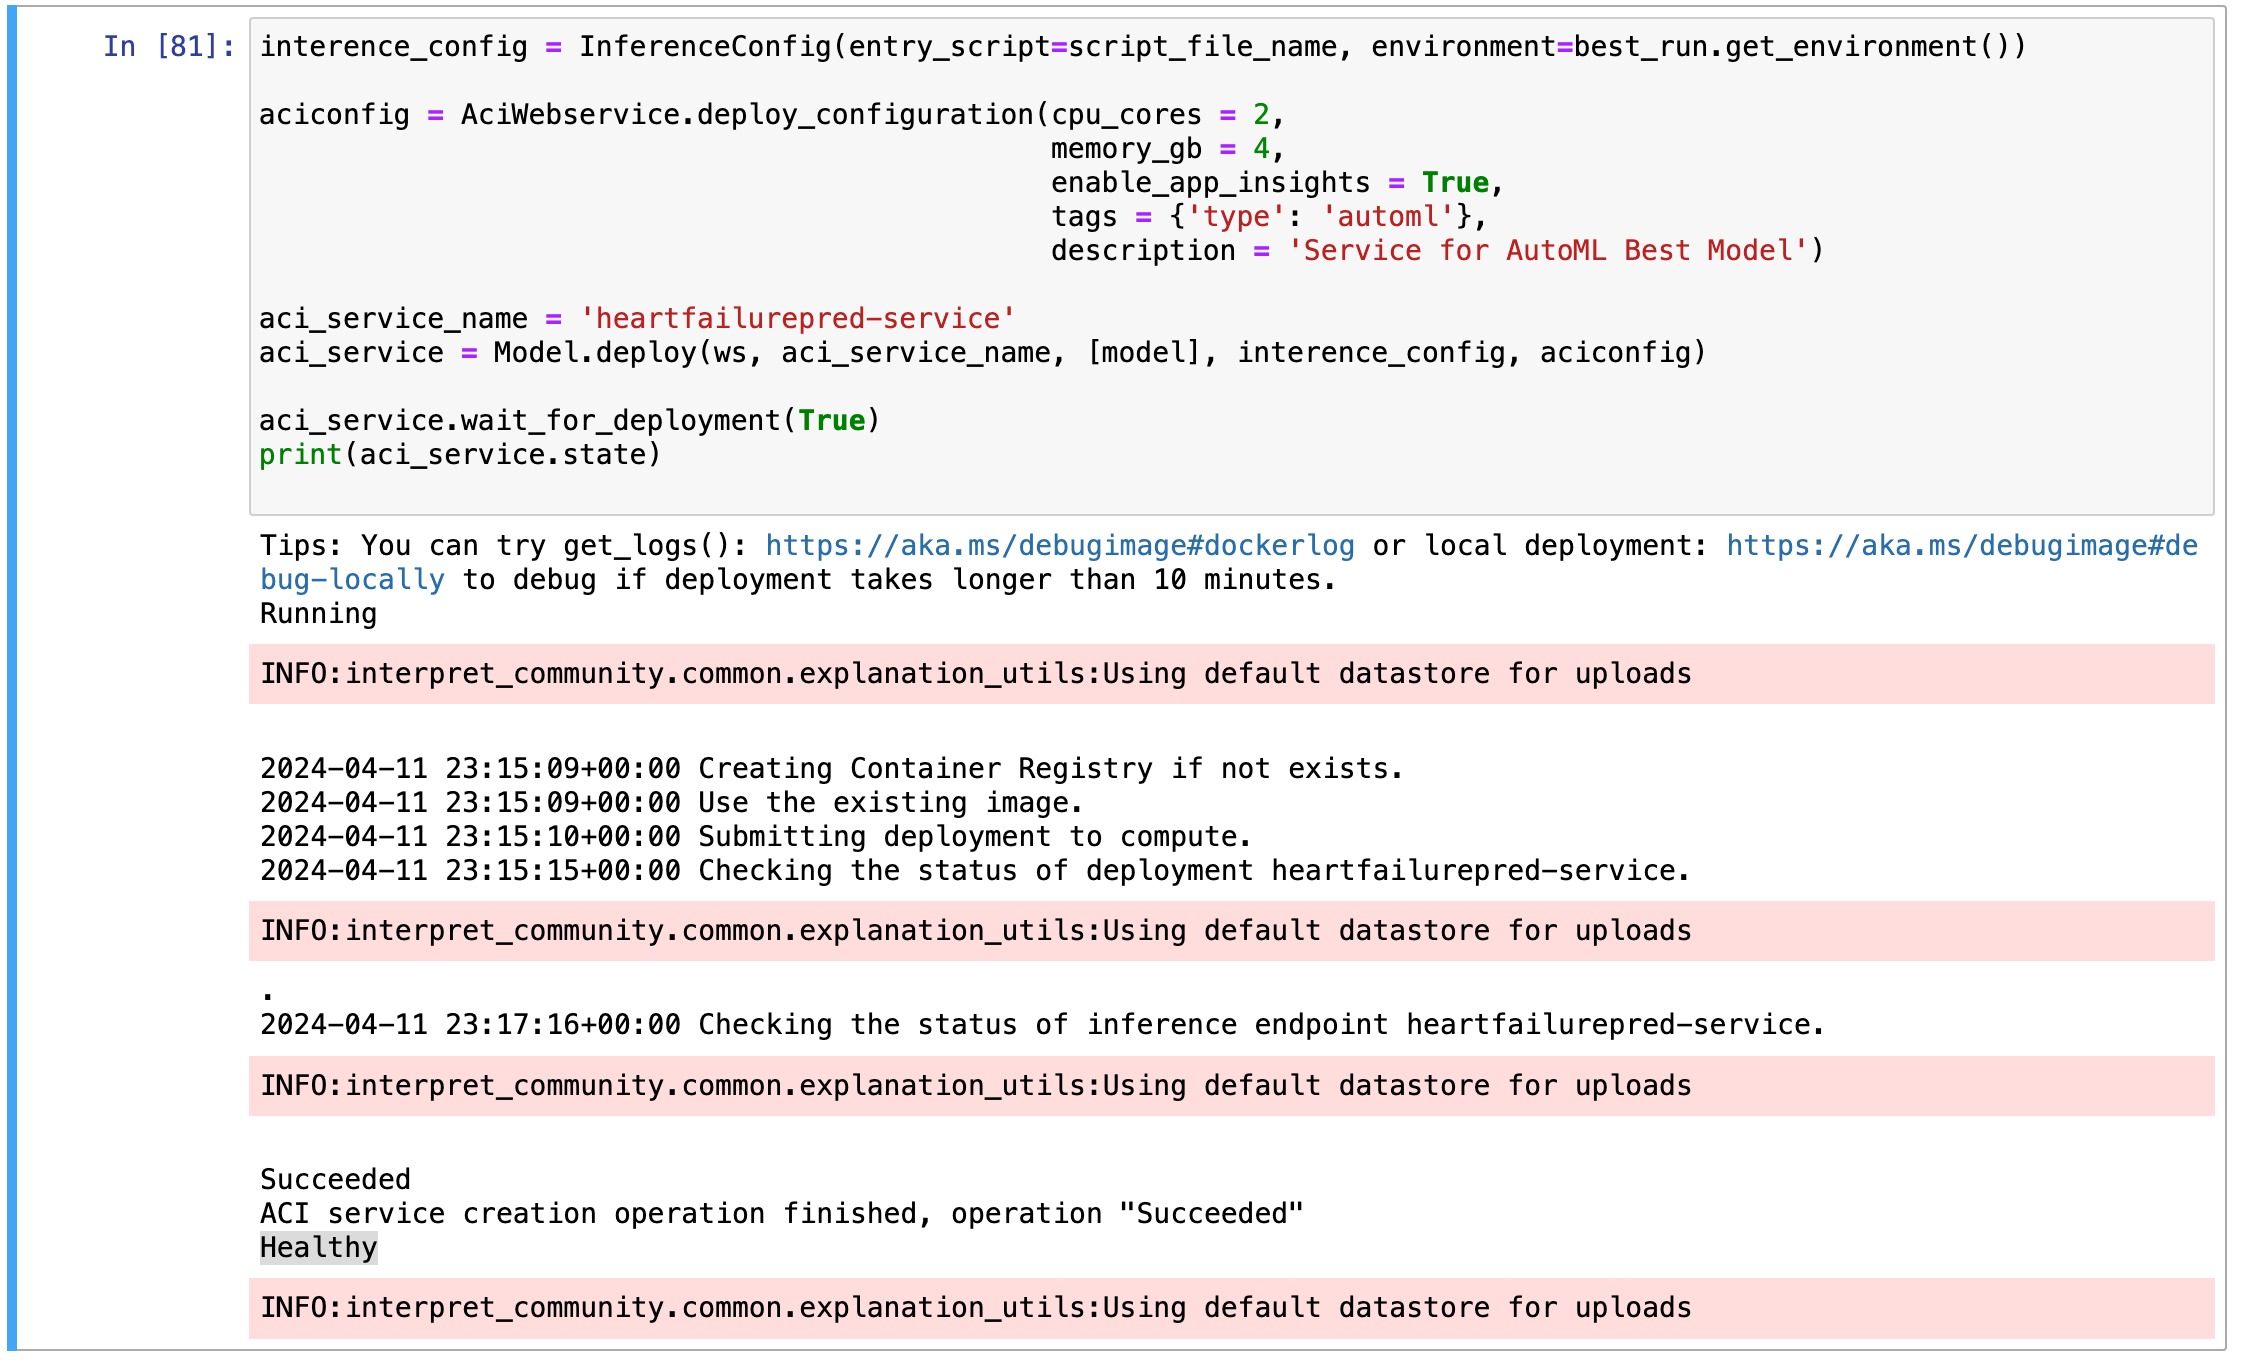 In [81]: interence_config = InferenceConfig(entry_script=script_file_name, environment=best_run.get_environment())
aciconfig = AciWebservice.deploy_configuration(cpu_cores = 2,
memory_gb = 4,
enable_app_insights = True,
tags = {'type': 'automl'},
description = 'Service for AutoML Best Model')
aci_service_name = 'heartfailurepred-service'
aci_service = Model.deploy(ws, aci_service_name, [model], interence_config, aciconfig)
aci_service.wait_for_deployment(True)
print(aci_service.state)
Tips: You can try get_logs(): https://aka.ms/debugimage#dockerlog or local deployment: https://aka.ms/debugimage#de
bug-locally to debug if deployment takes longer than 10 minutes.
Running
INFO:interpret_community.common.explanation_utils:Using default datastore for uploads
2024-04-11 23:15:09+00:00 Creating Container Registry if not exists.
2024-04-11 23:15:09+00:00 Use the existing image.
2024-04-11 23:15:10+00:00 Submitting deployment to compute.
2024-04-11 23:15:15+00:00 Checking the status of deployment heartfailurepred-service.
INFO:interpret_community.common.explanation_utils:Using default datastore for uploads
.
2024-04-11 23:17:16+00:00 Checking the status of inference endpoint heartfailurepred-service.
INFO:interpret_community.common.explanation_utils:Using default datastore for uploads
Succeeded
ACI service creation operation finished, operation "Succeeded"
Healthy
INFO:interpret_community.common.explanation_utils:Using default datastore for uploads